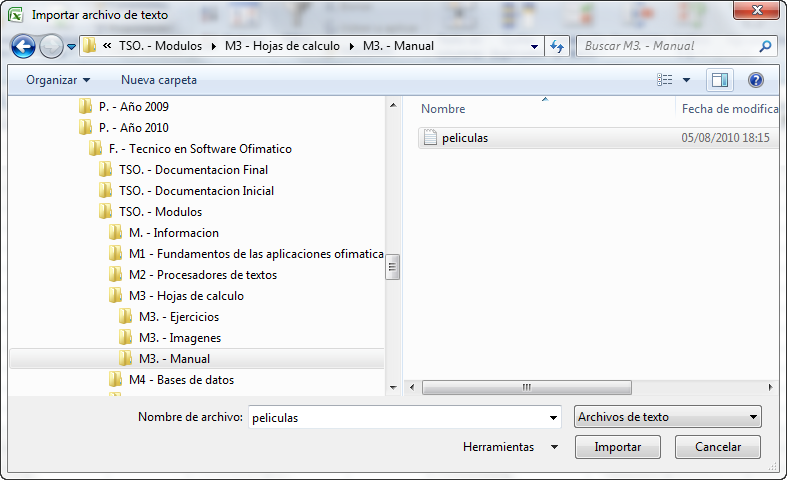 Importar archivo de texto
« TSO. - Modulos M3 - Hojas de calculo M3. - Manual
Buscar M3. - Manual
Organizar Nueva carpeta
P. - Año 2009
P. - Año 2010
F. - Tecnico en Software Ofimatico
TSO. - Documentacion Final
TSO. - Documentacion Inicial
TSO. - Modulos
M. - Informacion
M1 - Fundamentos de las aplicaciones ofimatica
M2 - Procesadores de textos
M3 - Hojas de calculo
M3. - Ejercicios
M3. - Imagenes
M3. - Manual
M4 - Bases de datos
Nombre Fecha de modifica
peliculas 05/08/2010 18:15
Nombre de archivo: peliculas Archivos de texto
Herramientas Importar Cancelar